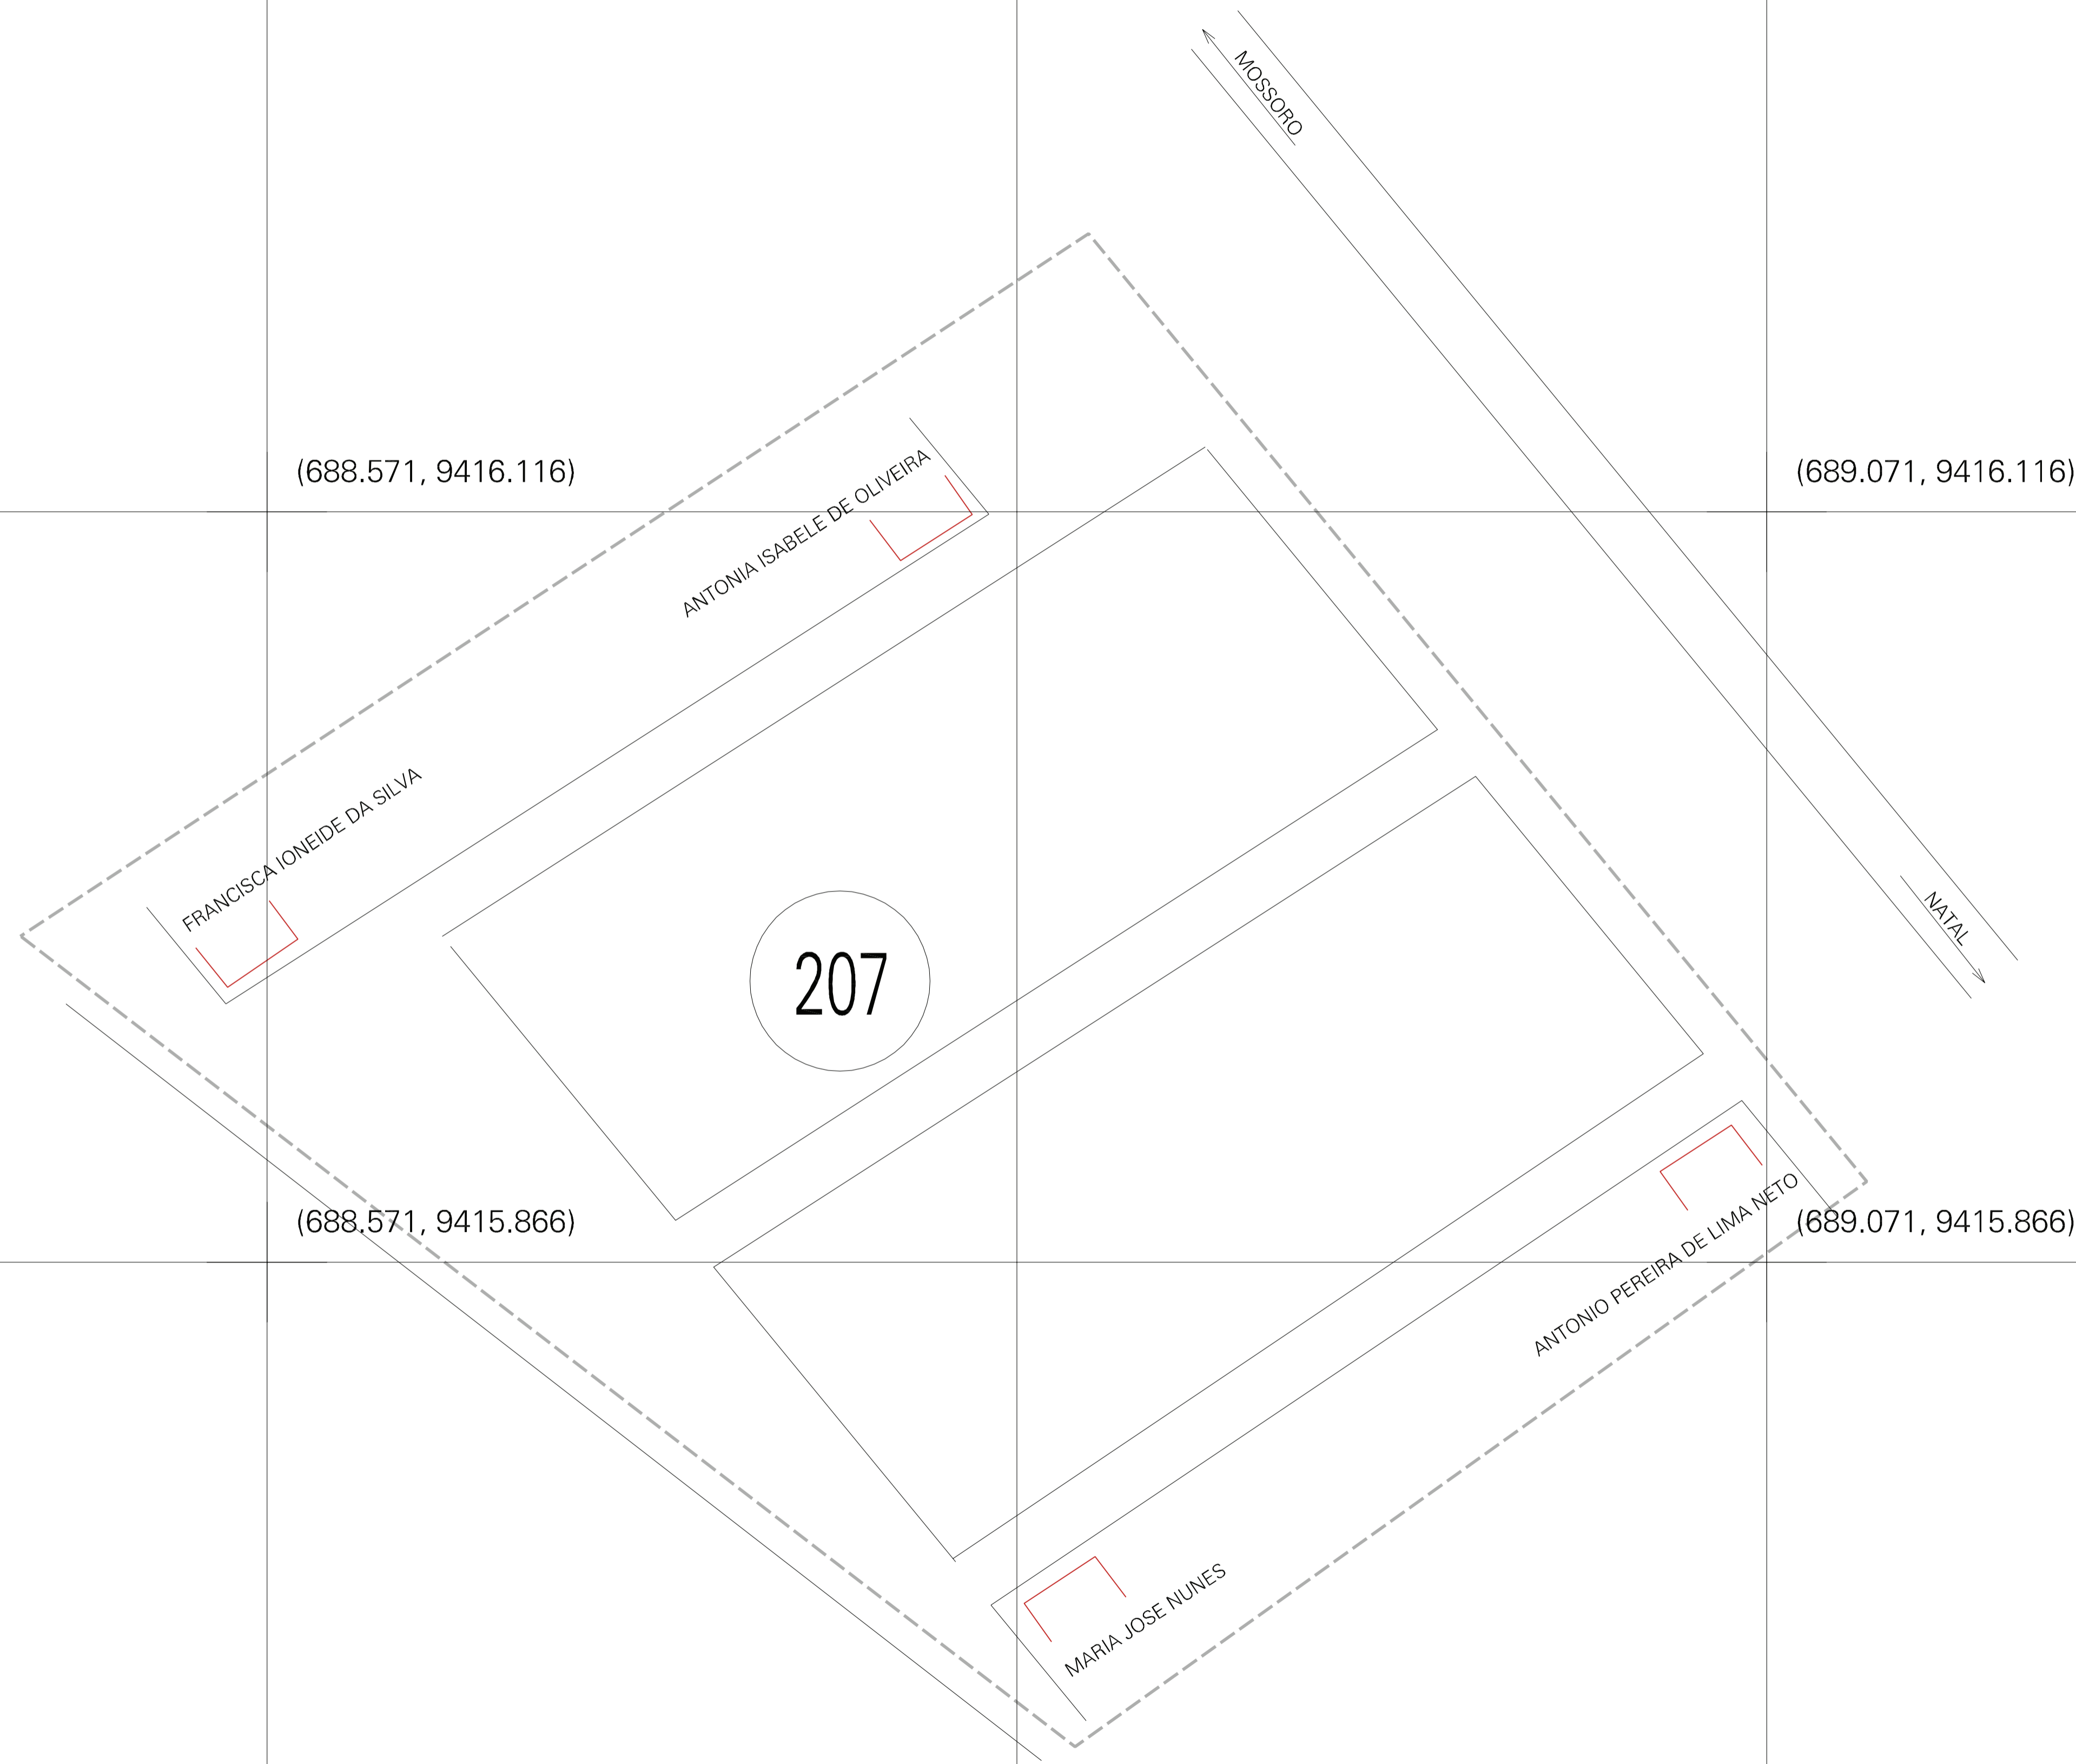 MOSSORO
(688.571, 9416.116)
(689.071, 9416.116)
ANTONIA ISABELE DE OLIVEIRA
FRANCISCA IONEIDE DA SILVA
207
NATAL
(688.571, 9415.866)
(689.071, 9415.866)
ANTONIO PEREIRA DE LIMA NETO
MARIA JOSE NUNES